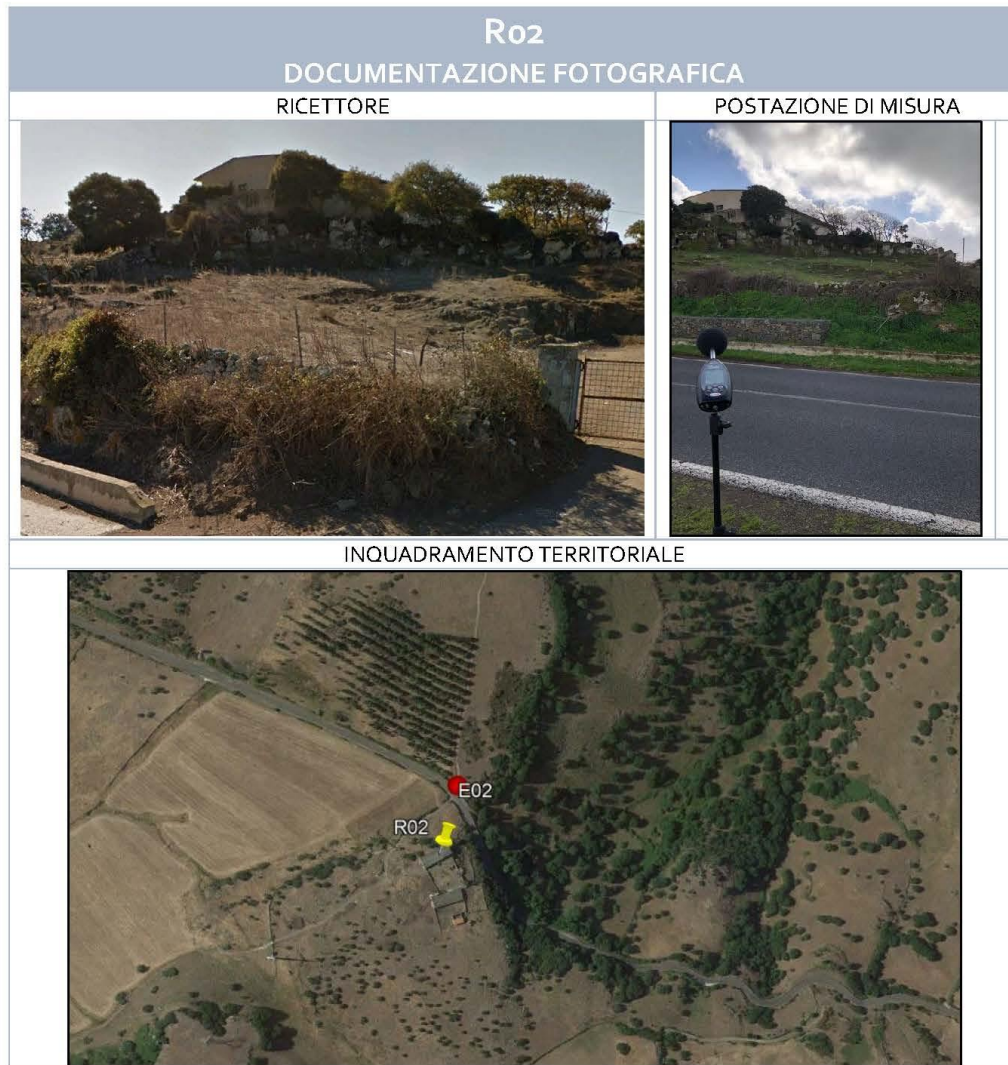 R02
DOCUMENTAZIONE FOTOGRAFICA
RICETTORE
POSTAZIONE DI MISURA
INQUADRAMENTO TERRITORIALE
E02
R02